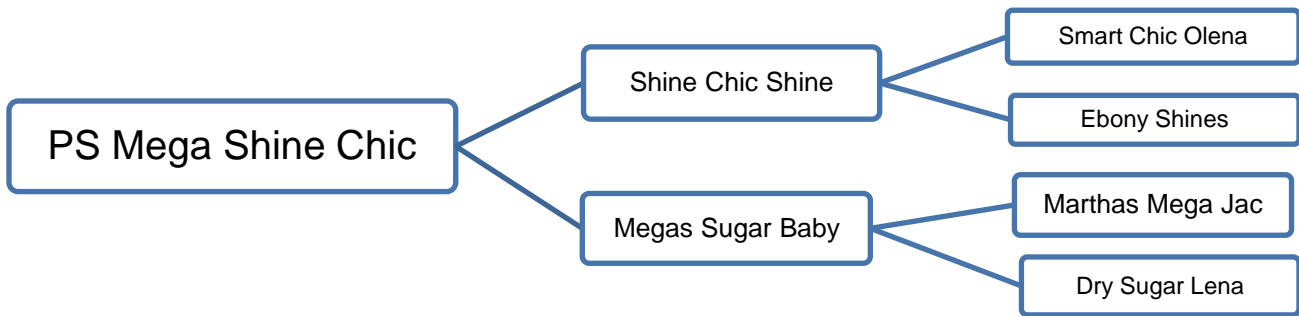 PS Mega Shine Chic
Shine Chic Shine
Smart Chic Olena
Ebony Shines
Megas Sugar Baby
Marthas Mega Jac
Dry Sugar Lena